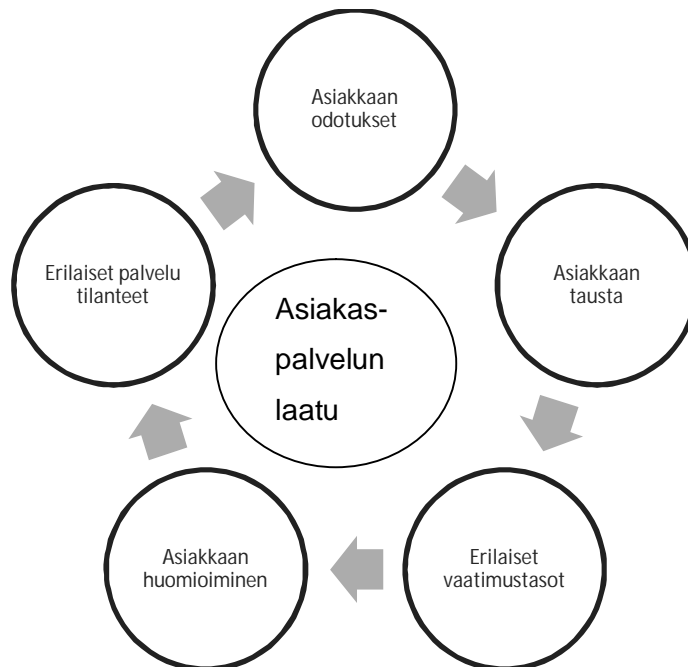 Asiakkaan
odotukset
Asiakkaan
tausta
Erilaiset
vaatimustasot
Asiakkaan
huomioiminen
Erilaiset palvelu
tilanteet
Asiakas-
palvelun
laatu